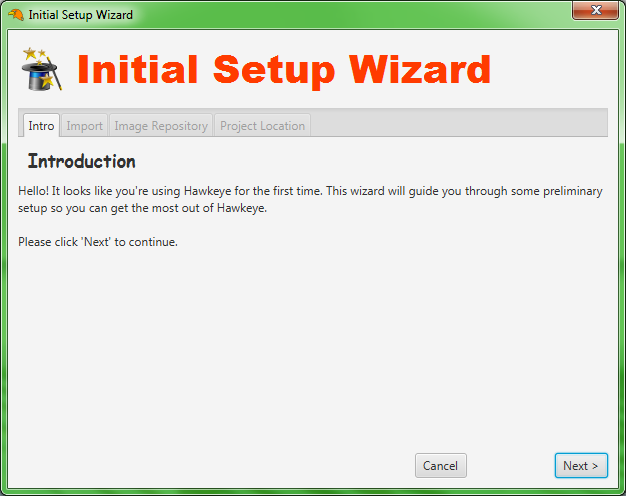 Initial Setup Wizard
Initial Setup Wizard
Intro Import Image Repository Project Location
Introduction
Hello! It looks like you're using Hawkeye for the first time. This wizard will guide you through some preliminary
setup so you can get the most out of Hawkeye.
Please click 'Next' to continue.
Cancel Next >